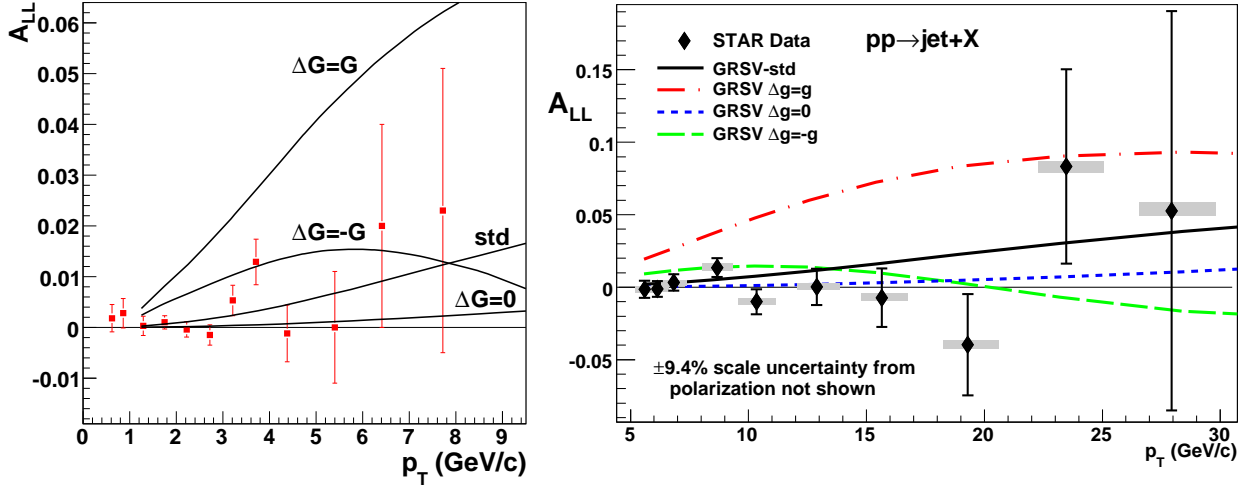 A_LL
0.06
0.05
0.04
0.03
0.02
0.01
0
-0.01
ΔG=G
ΔG=-G
std
ΔG=0
0 1 2 3 4 5 6 7 8 9
p_T (GeV/c)
A_LL
0.15
0.1
0.05
0
-0.05
STAR Data
GRSV-std
GRSV Δg=g
GRSV Δg=0
GRSV Δg=-g
pp→jet+X
±9.4% scale uncertainty from
polarization not shown
5 10 15 20 25 30
p_T (GeV/c)